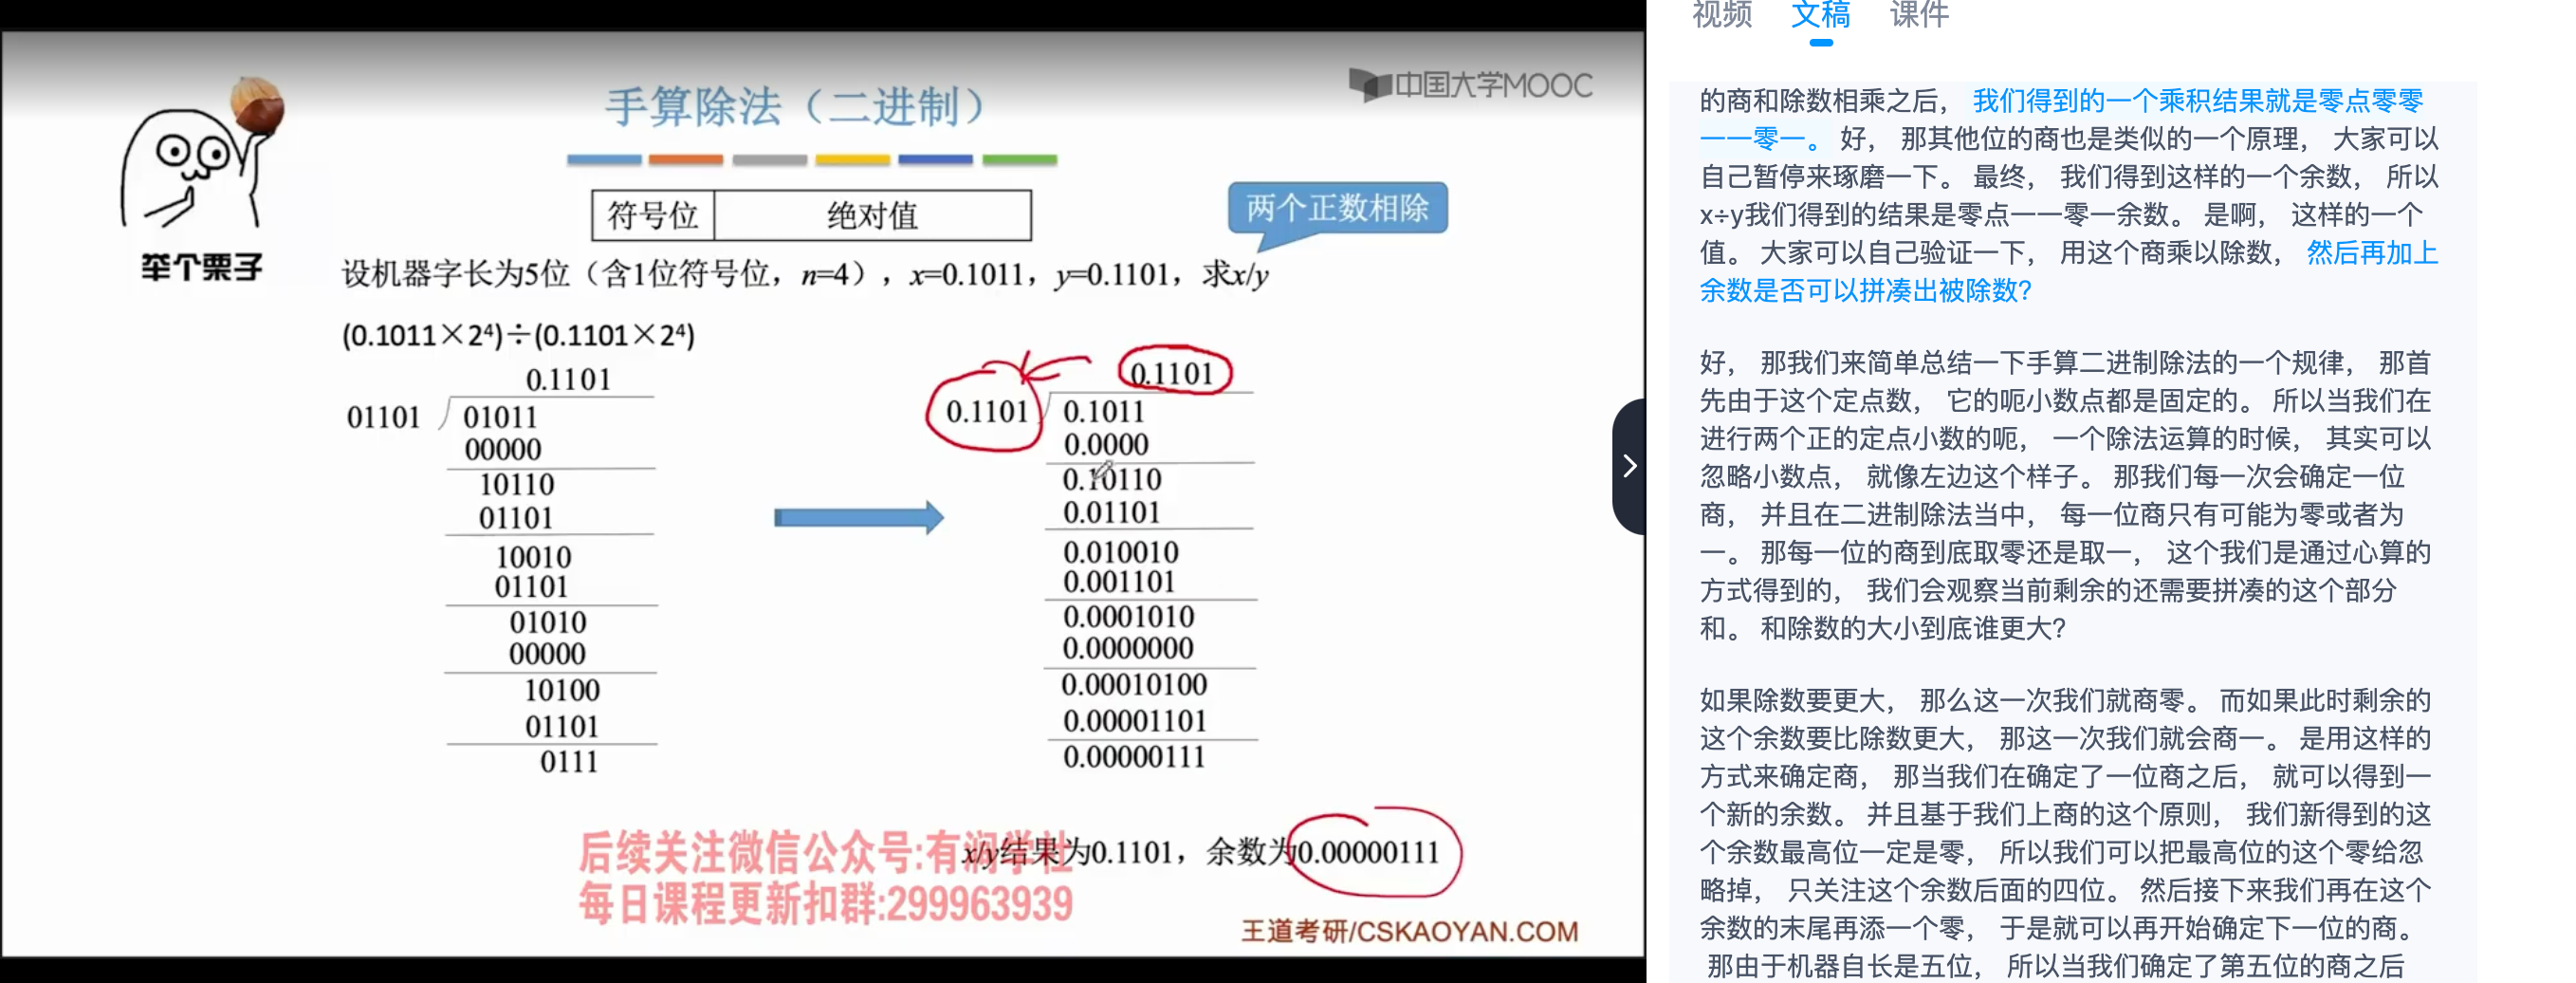 中国大学MOOC
手算除法（二进制）
符号位 绝对值
两个正数相除
举个栗子
设机器字长为5位（含1位符号位，n=4），x=0.1011，y=0.1101，求x/y
(0.1011×2⁴)÷(0.1101×2⁴)
0.1101
01101 01011
00000
10110
01101
10010
01101
01010
00000
10100
01101
0111
0.1101
0.1101 0.1011
0.0000
0.10110
0.01101
0.010010
0.001101
0.0001010
0.0000000
0.00010100
0.00001101
0.00000111
x/y结果为0.1101，余数为0.00000111
后续关注微信公众号:有润学社
每日课程更新扣群:299963939
王道考研/CSKAOYAN.COM
视频 文稿 课件
的商和除数相乘之后， 我们得到的一个乘积结果就是零点零零
一一零一。 好， 那其他位的商也是类似的一个原理， 大家可以
自己暂停来琢磨一下。 最终， 我们得到这样的一个余数， 所以
x÷y我们得到的结果是零点一一零一余数。 是啊， 这样的一个
值。 大家可以自己验证一下， 用这个商乘以除数， 然后再加上
余数是否可以拼凑出被除数?
好， 那我们来简单总结一下手算二进制除法的一个规律， 那首
先由于这个定点数， 它的呃小数点都是固定的。 所以当我们在
进行两个正的定点小数的呃， 一个除法运算的时候， 其实可以
忽略小数点， 就像左边这个样子。 那我们每一次会确定一位
商， 并且在二进制除法当中， 每一位商只有可能为零或者为
一。 那每一位的商到底取零还是取一， 这个我们是通过心算的
方式得到的， 我们会观察当前剩余的还需要拼凑的这个部分
和。 和除数的大小到底谁更大?
如果除数要更大， 那么这一次我们就商零。 而如果此时剩余的
这个余数要比除数更大， 那这一次我们就会商一。 是用这样的
方式来确定商， 那当我们在确定了一位商之后， 就可以得到一
个新的余数。 并且基于我们上商的这个原则， 我们新得到的这
个余数最高位一定是零， 所以我们可以把最高位的这个零给忽
略掉， 只关注这个余数后面的四位。 然后接下来我们再在这个
余数的末尾再添一个零， 于是就可以再开始确定下一位的商。
那由于机器自长是五位， 所以当我们确定了第五位的商之后